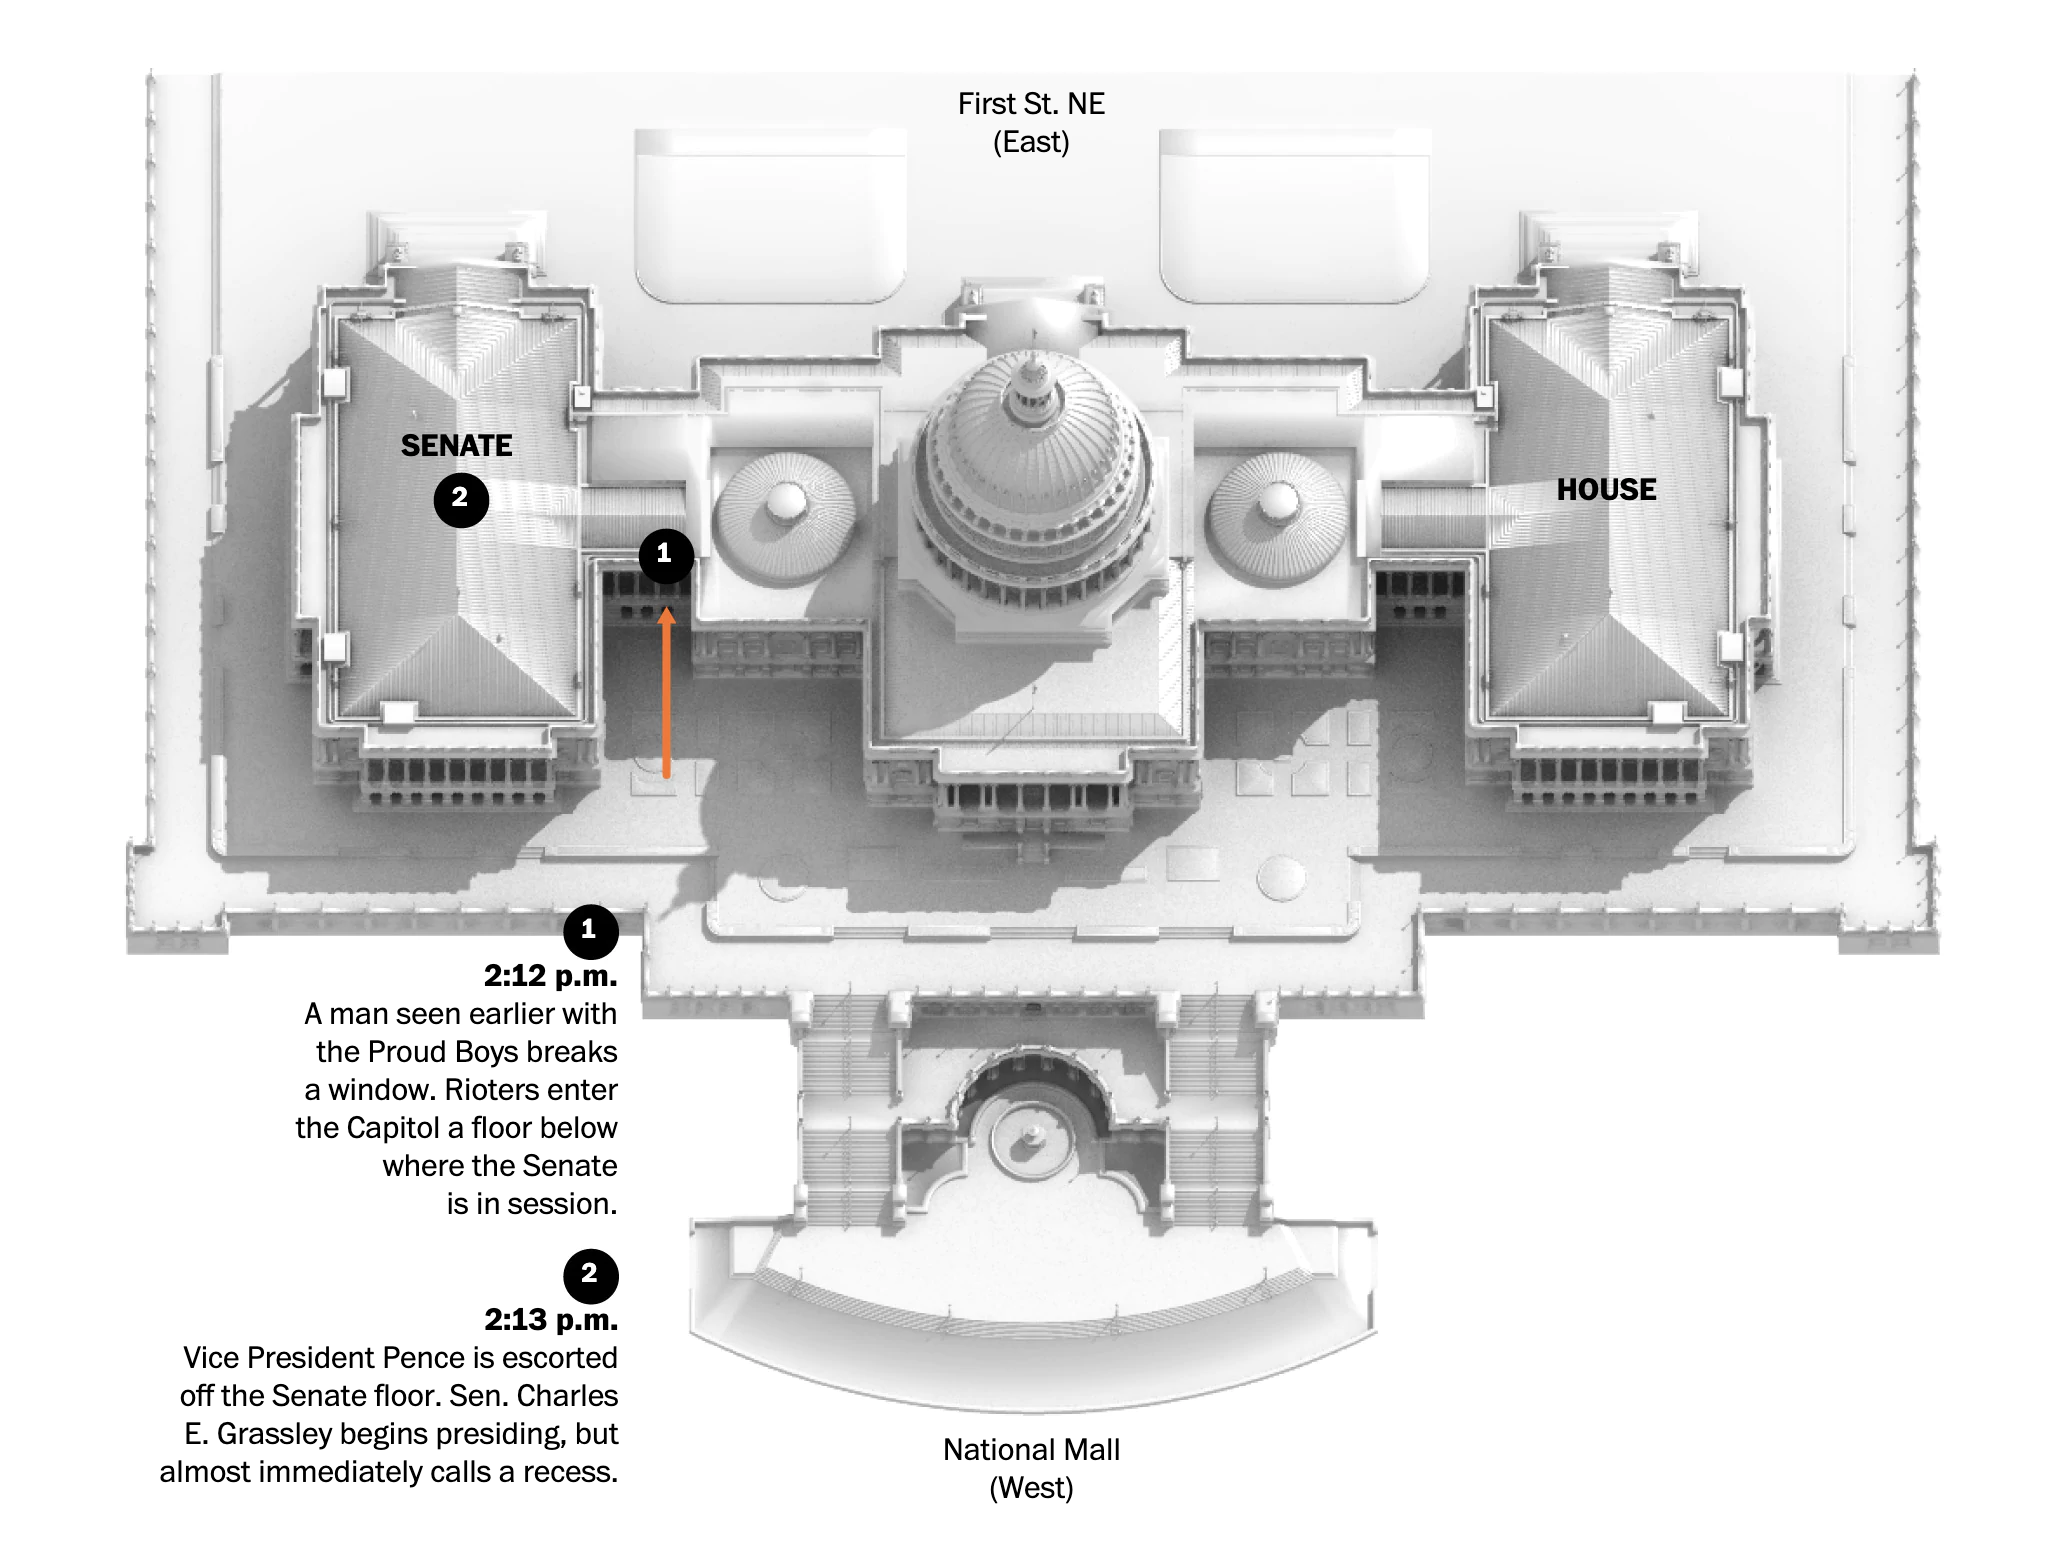 First St. NE
(East)
SENATE
2
HOUSE
1
1
2:12 p.m.
A man seen earlier with
the Proud Boys breaks
a window. Rioters enter
the Capitol a floor below
where the Senate
is in session.
2
2:13 p.m.
Vice President Pence is escorted
off the Senate floor. Sen. Charles
E. Grassley begins presiding, but
almost immediately calls a recess.
National Mall
(West)